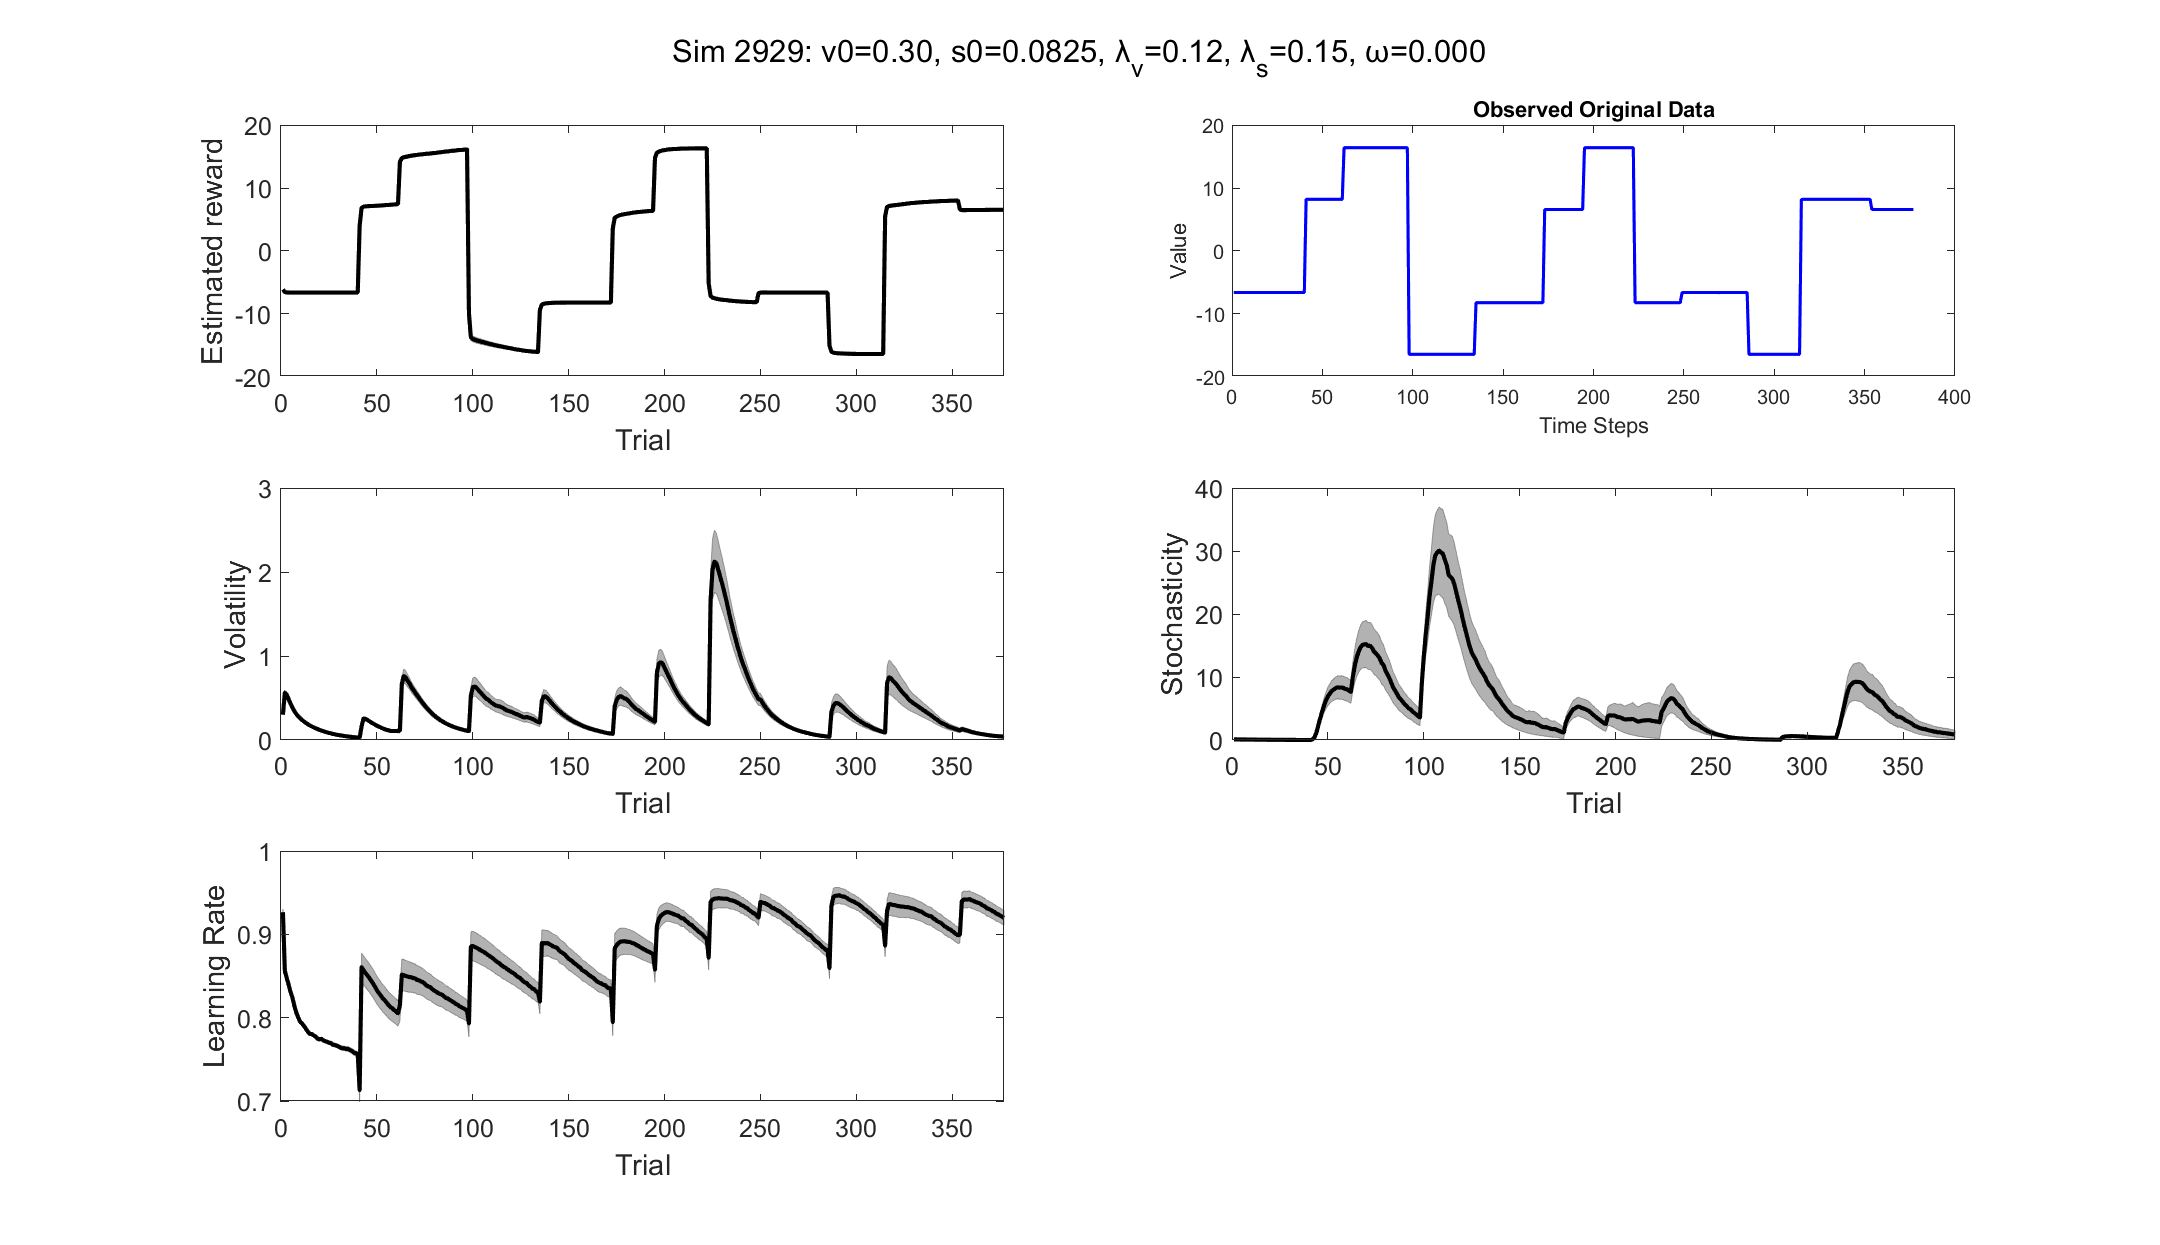 Sim 2929: v0=0.30, s0=0.0825, λv=0.12, λs=0.15, ω=0.000
Estimated reward
20
10
0
-10
-20
0 50 100 150 200 250 300 350
Trial
Observed Original Data
Value
20
10
0
-10
-20
0 50 100 150 200 250 300 350 400
Time Steps
Volatility
3
2
1
0
0 50 100 150 200 250 300 350
Trial
Stochasticity
40
30
20
10
0
0 50 100 150 200 250 300 350
Trial
Learning Rate
1
0.9
0.8
0.7
0 50 100 150 200 250 300 350
Trial